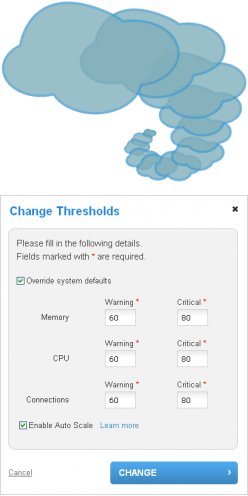 Change Thresholds
Please fill in the following details.
Fields marked with * are required.
Override system defaults
Warning * Critical *
Memory 60 80
Warning * Critical *
CPU 60 80
Warning * Critical *
Connections 60 80
Enable Auto Scale Learn more
Cancel CHANGE